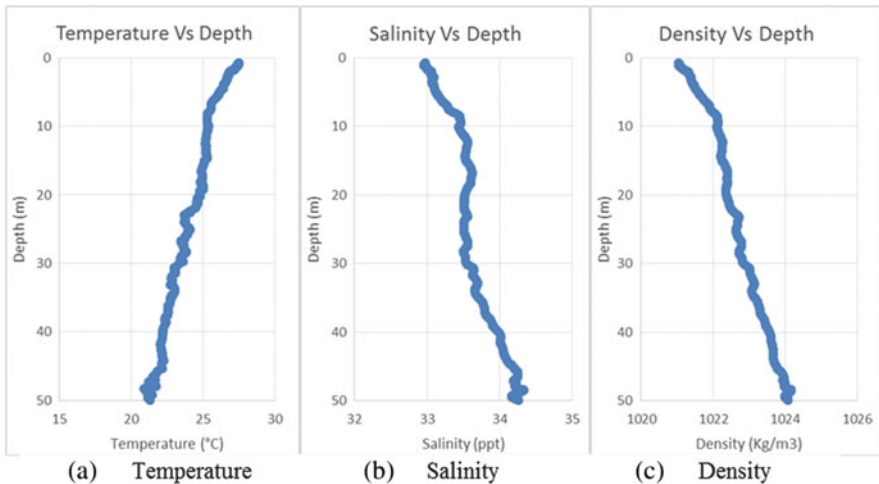 Temperature Vs Depth
0
10
20
30
40
50
Depth (m)
15 20 25 30
Temperature (°C)
(a) Temperature
Salinity Vs Depth
0
10
20
30
40
50
Depth (m)
32 33 34 35
Salinity (ppt)
(b) Salinity
Density Vs Depth
0
10
20
30
40
50
Depth (m)
1020 1022 1024 1026
Density (Kg/m3)
(c) Density